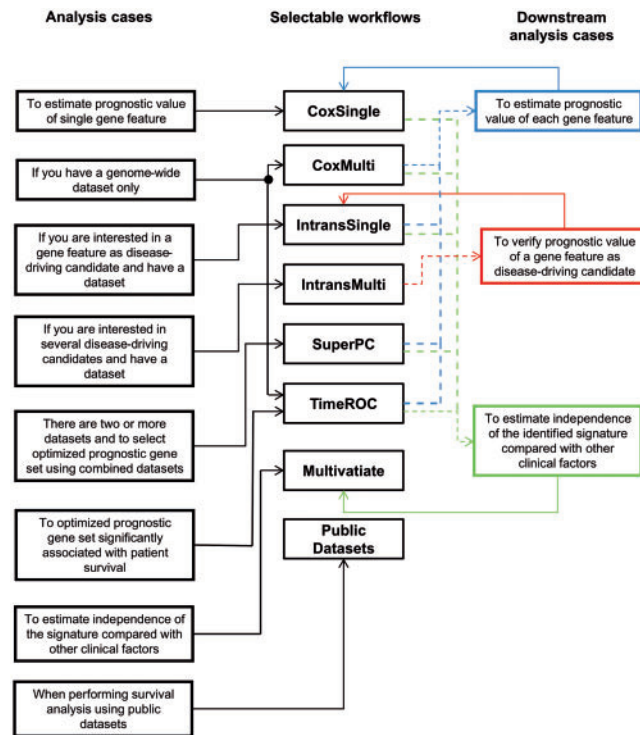 Analysis cases
Selectable workflows
Downstream
analysis cases
To estimate prognostic value
of single gene feature
If you have a genome-wide
dataset only
If you are interested in a
gene feature as disease-
driving candidate and have a
dataset
If you are interested in
several disease-driving
candidates and have a
dataset
There are two or more
datasets and to select
optimized prognostic gene
set using combined datasets
To optimized prognostic
gene set significantly
associated with patient
survival
To estimate independence of
the signature compared with
other clinical factors
When performing survival
analysis using public
datasets
CoxSingle
CoxMulti
IntransSingle
IntransMulti
SuperPC
TimeROC
Multivatiate
Public
Datasets
To estimate prognostic
value of each gene feature
To verify prognostic value
of a gene feature as
disease-driving candidate
To estimate independence
of the identified signature
compared with other
clinical factors